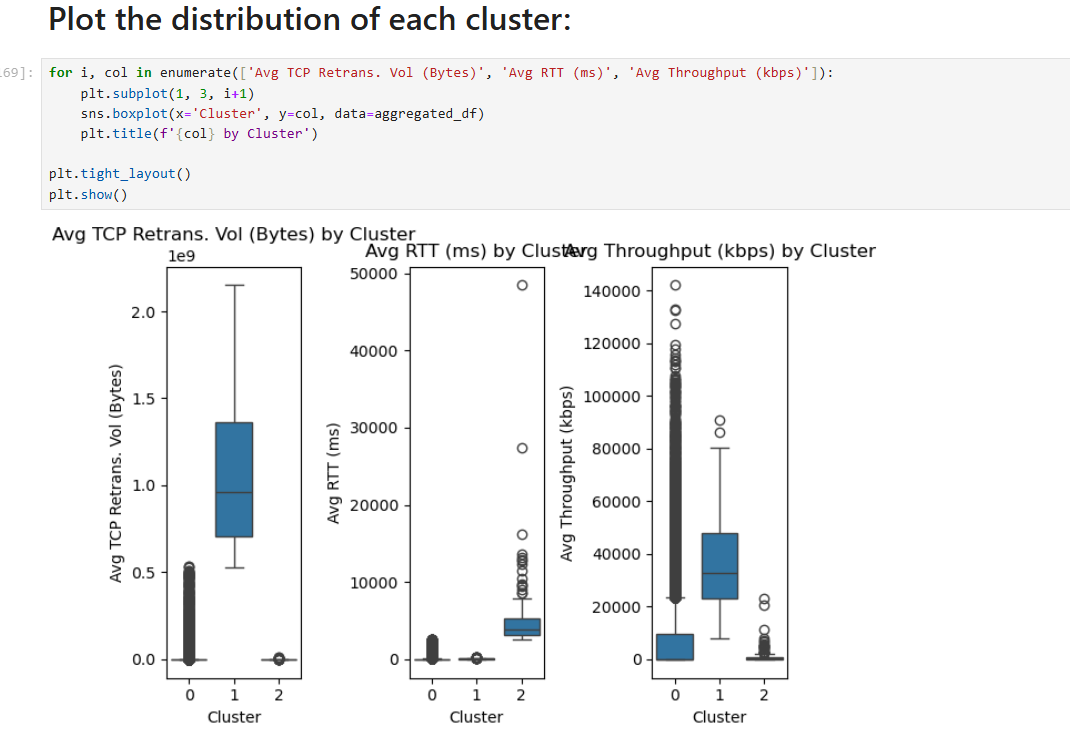 Plot the distribution of each cluster:
69]:
for i, col in enumerate(['Avg TCP Retrans. Vol (Bytes)', 'Avg RTT (ms)', 'Avg Throughput (kbps)']):
    plt.subplot(1, 3, i+1)
    sns.boxplot(x='Cluster', y=col, data=aggregated_df)
    plt.title(f'{col} by Cluster')
plt.tight_layout()
plt.show()
Avg TCP Retrans. Vol (Bytes) by Cluster
1e9
2.0
1.5
1.0
0.5
0.0
Avg TCP Retrans. Vol (Bytes)
0 1 2
Cluster
Avg RTT (ms) by Cluster
50000
40000
30000
20000
10000
0
Avg RTT (ms)
0 1 2
Cluster
Avg Throughput (kbps) by Cluster
140000
120000
100000
80000
60000
40000
20000
0
Avg Throughput (kbps)
0 1 2
Cluster